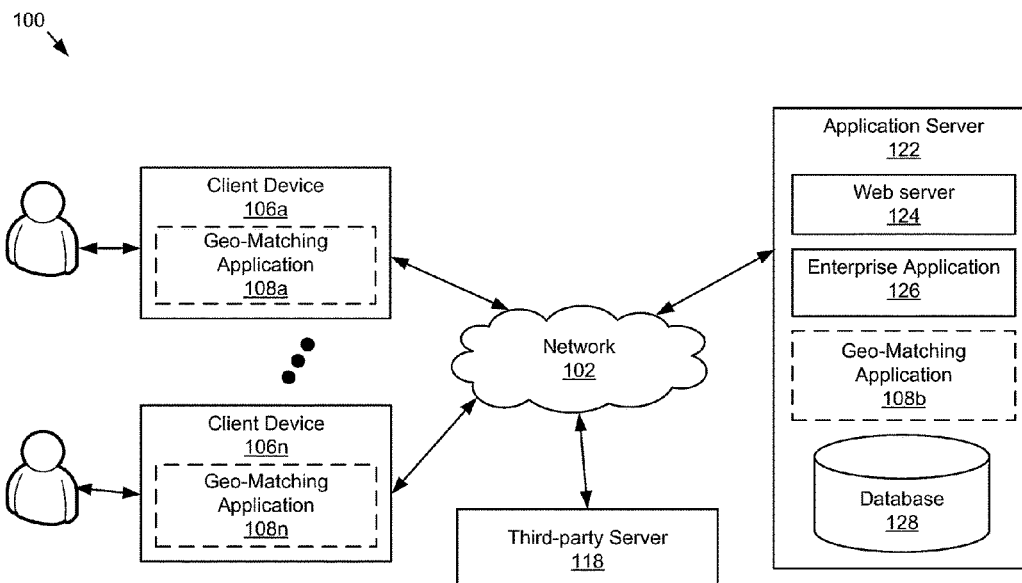 100
Client Device
106a
Geo-Matching
Application
108a
Client Device
106n
Geo-Matching
Application
108n
Network
102
Third-party Server
118
Application Server
122
Web server
124
Enterprise Application
126
Geo-Matching
Application
108b
Database
128